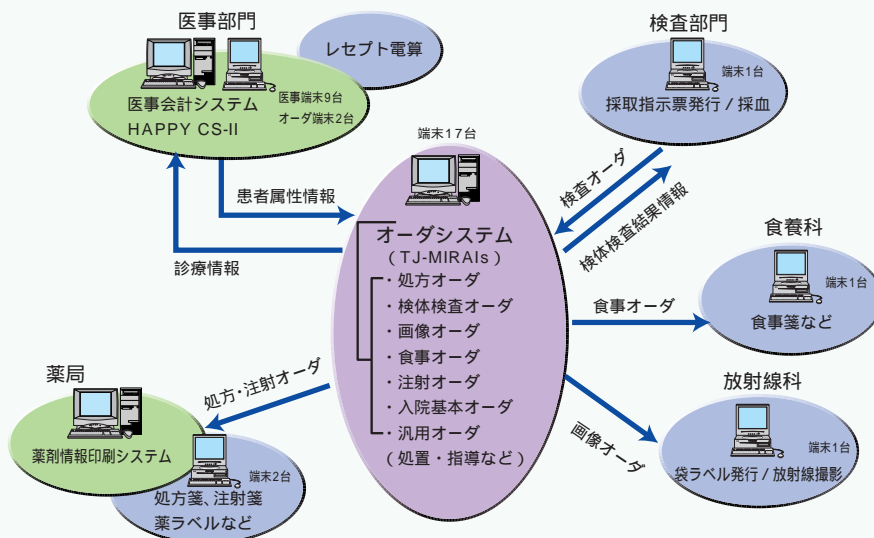 医事部門
レセプト電算
医事会計システム
HAPPY CS-II
医事端末9台
オーダ端末2台
検査部門
端末1台
採取指示票発行 / 採血
患者属性情報
診療情報
端末17台
オーダシステム
（TJ-MIRAIs）
・処方オーダ
・検体検査オーダ
・画像オーダ
・食事オーダ
・注射オーダ
・入院基本オーダ
・汎用オーダ
（処置・指導など）
検査オーダ
検体検査結果情報
食養科
端末1台
食事箋など
食事オーダ
放射線科
端末1台
袋ラベル発行 / 放射線撮影
画像オーダ
薬局
薬剤情報印刷システム
処方・注射オーダ
端末2台
処方箋、注射箋
薬ラベルなど